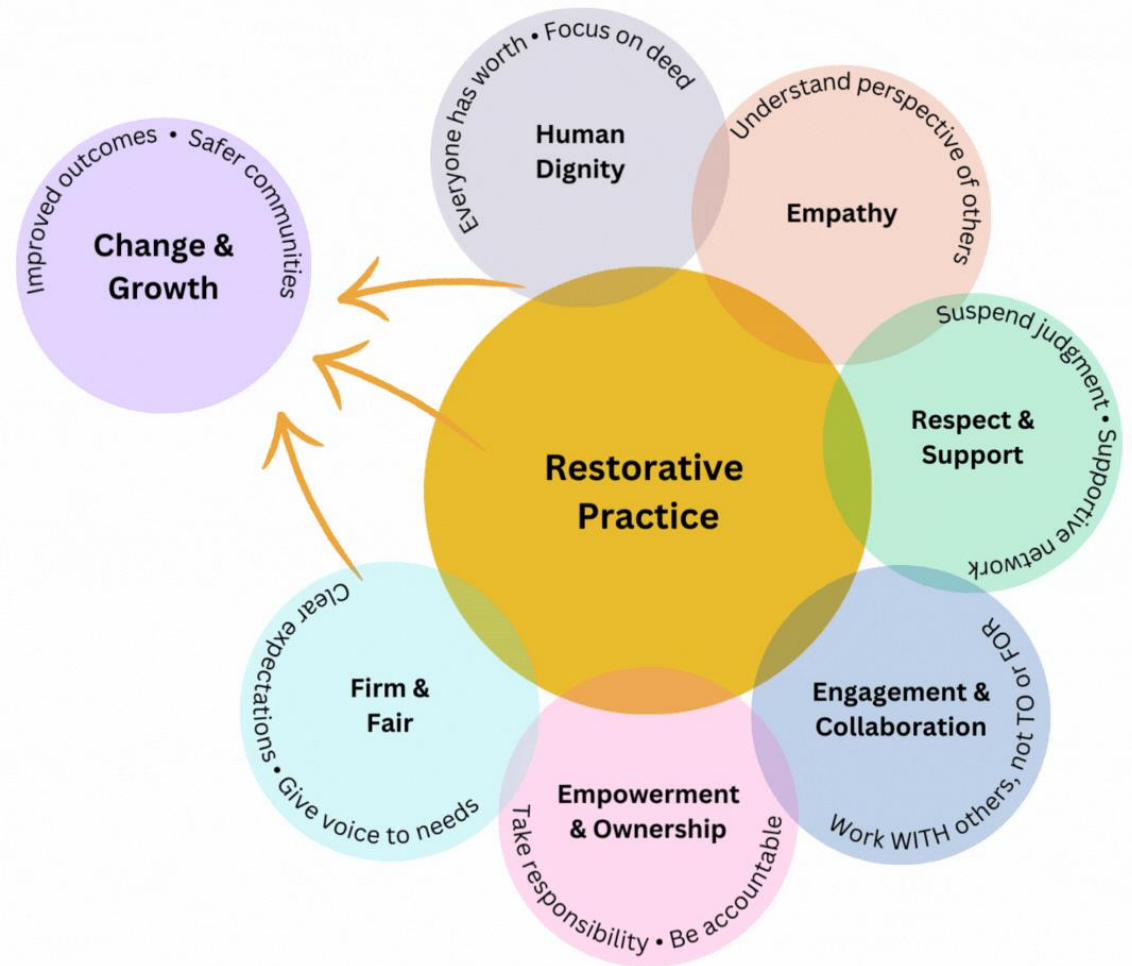 Everyone has worth • Focus on deed
Human
Dignity
Understand perspective of others
Empathy
Improved outcomes • Safer communities
Change &
Growth
Suspend judgment • Supportive network
Respect &
Support
Restorative
Practice
Clear expectations • Give voice to needs
Firm &
Fair
Engagement &
Collaboration
Work WITH others, not TO or FOR
Empowerment
& Ownership
Take responsibility • Be accountable